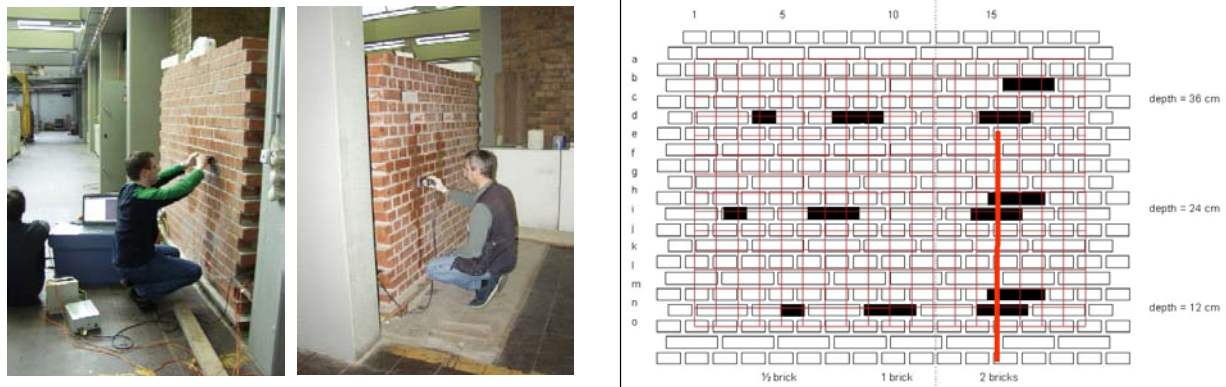 1 5 10 15
a
b
c
depth = 36 cm
d
e
f
g
h
i
depth = 24 cm
j
k
l
m
n
depth = 12 cm
o
½ brick 1 brick 2 bricks